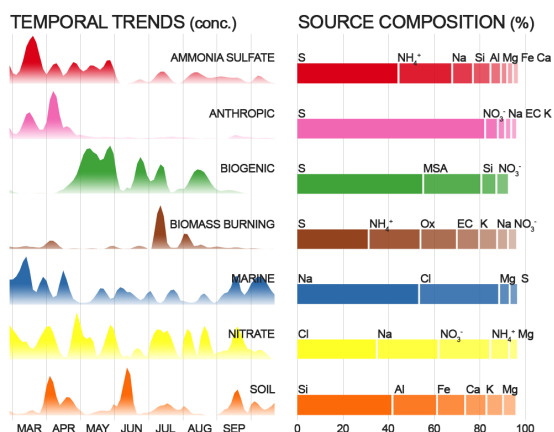 TEMPORAL TRENDS (conc.)
SOURCE COMPOSITION (%)
AMMONIA SULFATE
S NH₄⁺ Na Si Al Mg Fe Ca
ANTHROPIC
S NO₃⁻ Na EC K
BIOGENIC
S MSA Si NO₃⁻
BIOMASS BURNING
S NH₄⁺ Ox EC K Na NO₃⁻
MARINE
Na Cl Mg S
NITRATE
Cl Na NO₃⁻ NH₄⁺ Mg
SOIL
Si Al Fe Ca K Mg
MAR APR MAY JUN JUL AUG SEP
0 20 40 60 80 100